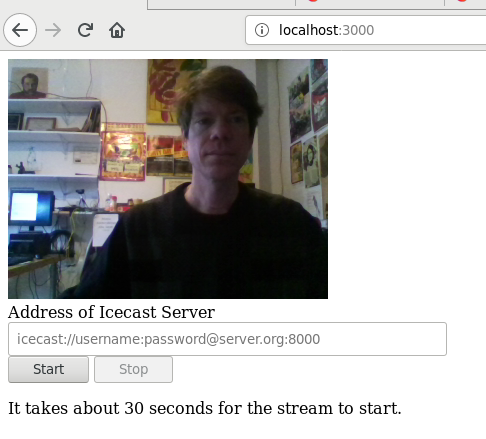 localhost:3000
Address of Icecast Server
icecast://username:password@server.org:8000
Start Stop
It takes about 30 seconds for the stream to start.